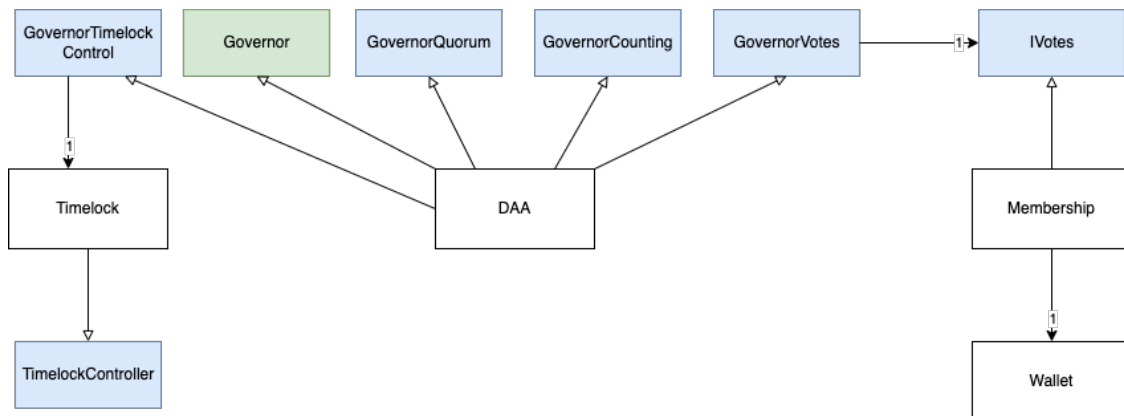 GovernorTimelock
Control
Governor
GovernorQuorum
GovernorCounting
GovernorVotes
1
IVotes
1
Timelock
DAA
Membership
1
TimelockController
Wallet